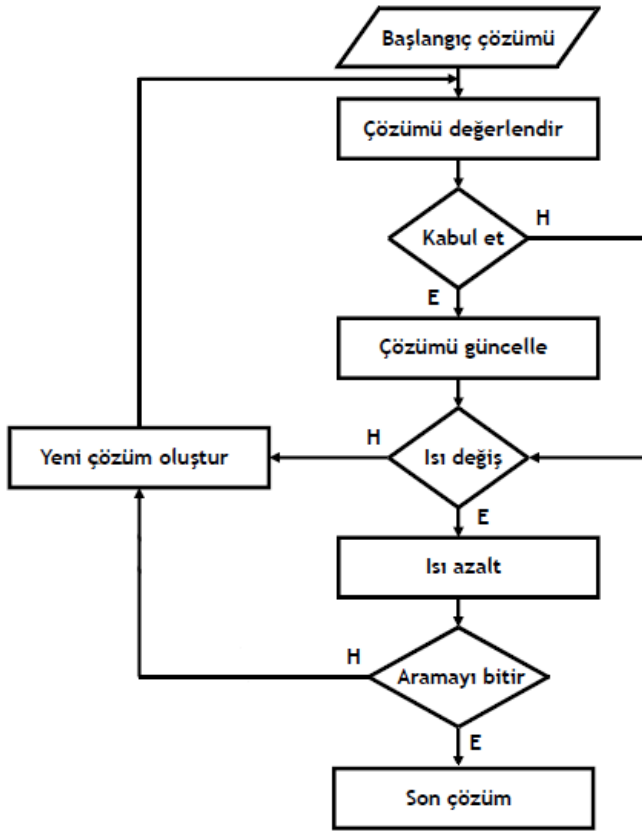 Başlangıç çözümü
Çözümü değerlendir
Kabul et
H
E
Çözümü güncelle
Yeni çözüm oluştur
H
Isı değiş
E
Isı azalt
H
Aramayı bitir
E
Son çözüm